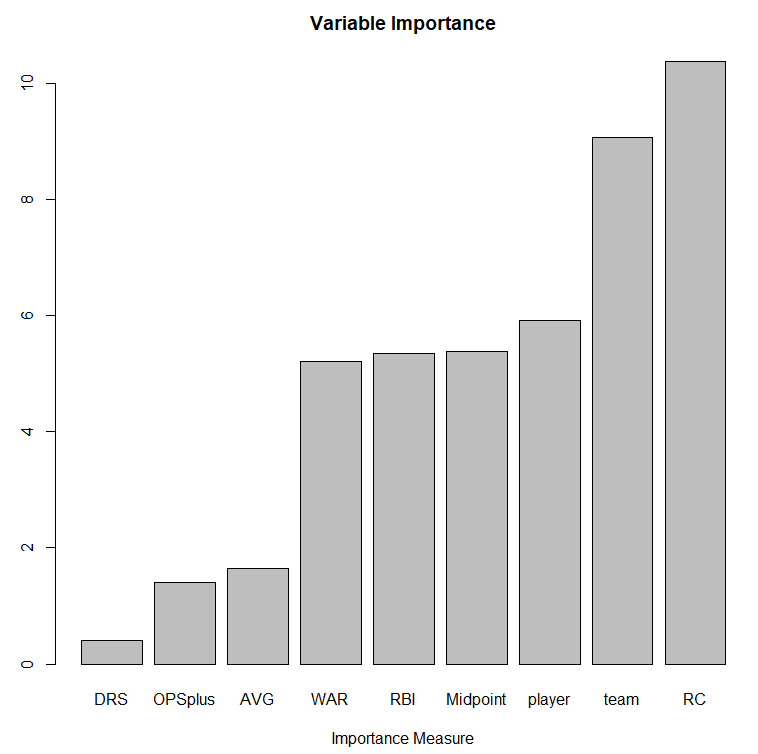 Variable Importance
10
8
6
4
2
0
DRS OPSplus AVG WAR RBI Midpoint player team RC
Importance Measure